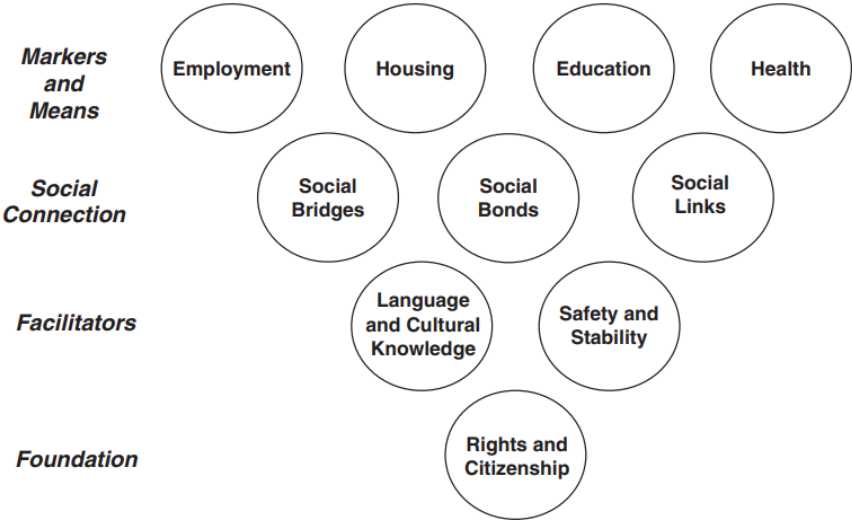 Markers
and
Means
Employment
Housing
Education
Health
Social
Connection
Social
Bridges
Social
Bonds
Social
Links
Facilitators
Language
and Cultural
Knowledge
Safety and
Stability
Foundation
Rights and
Citizenship